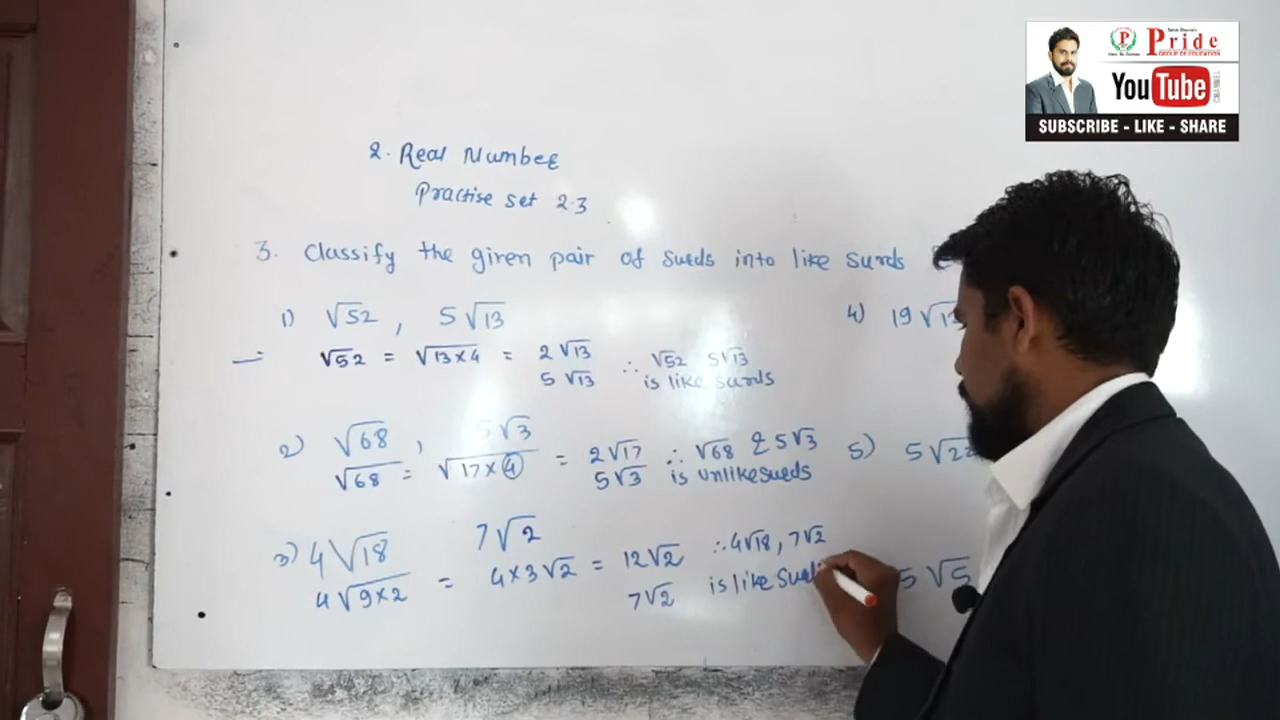 Pride
GROUP OF EDUCATION
YouTube
CHANNEL
SUBSCRIBE - LIKE - SHARE
2. Real Number
Practise set 2.3
3. Classify the given pair of surds into like surds
1) √52 , 5√13
√52 = √13×4 = 2√13
5√13
∴ √52 5√13
is like surds
2) √68 , 5√3
√68 = √17×4 = 2√17
5√3
∴ √68 & 5√3
is unlike surds
3) 4√18 7√2
4√9×2 = 4×3√2 = 12√2
7√2
∴ 4√18, 7√2
is like
4) 19√
5) 5√
5√5